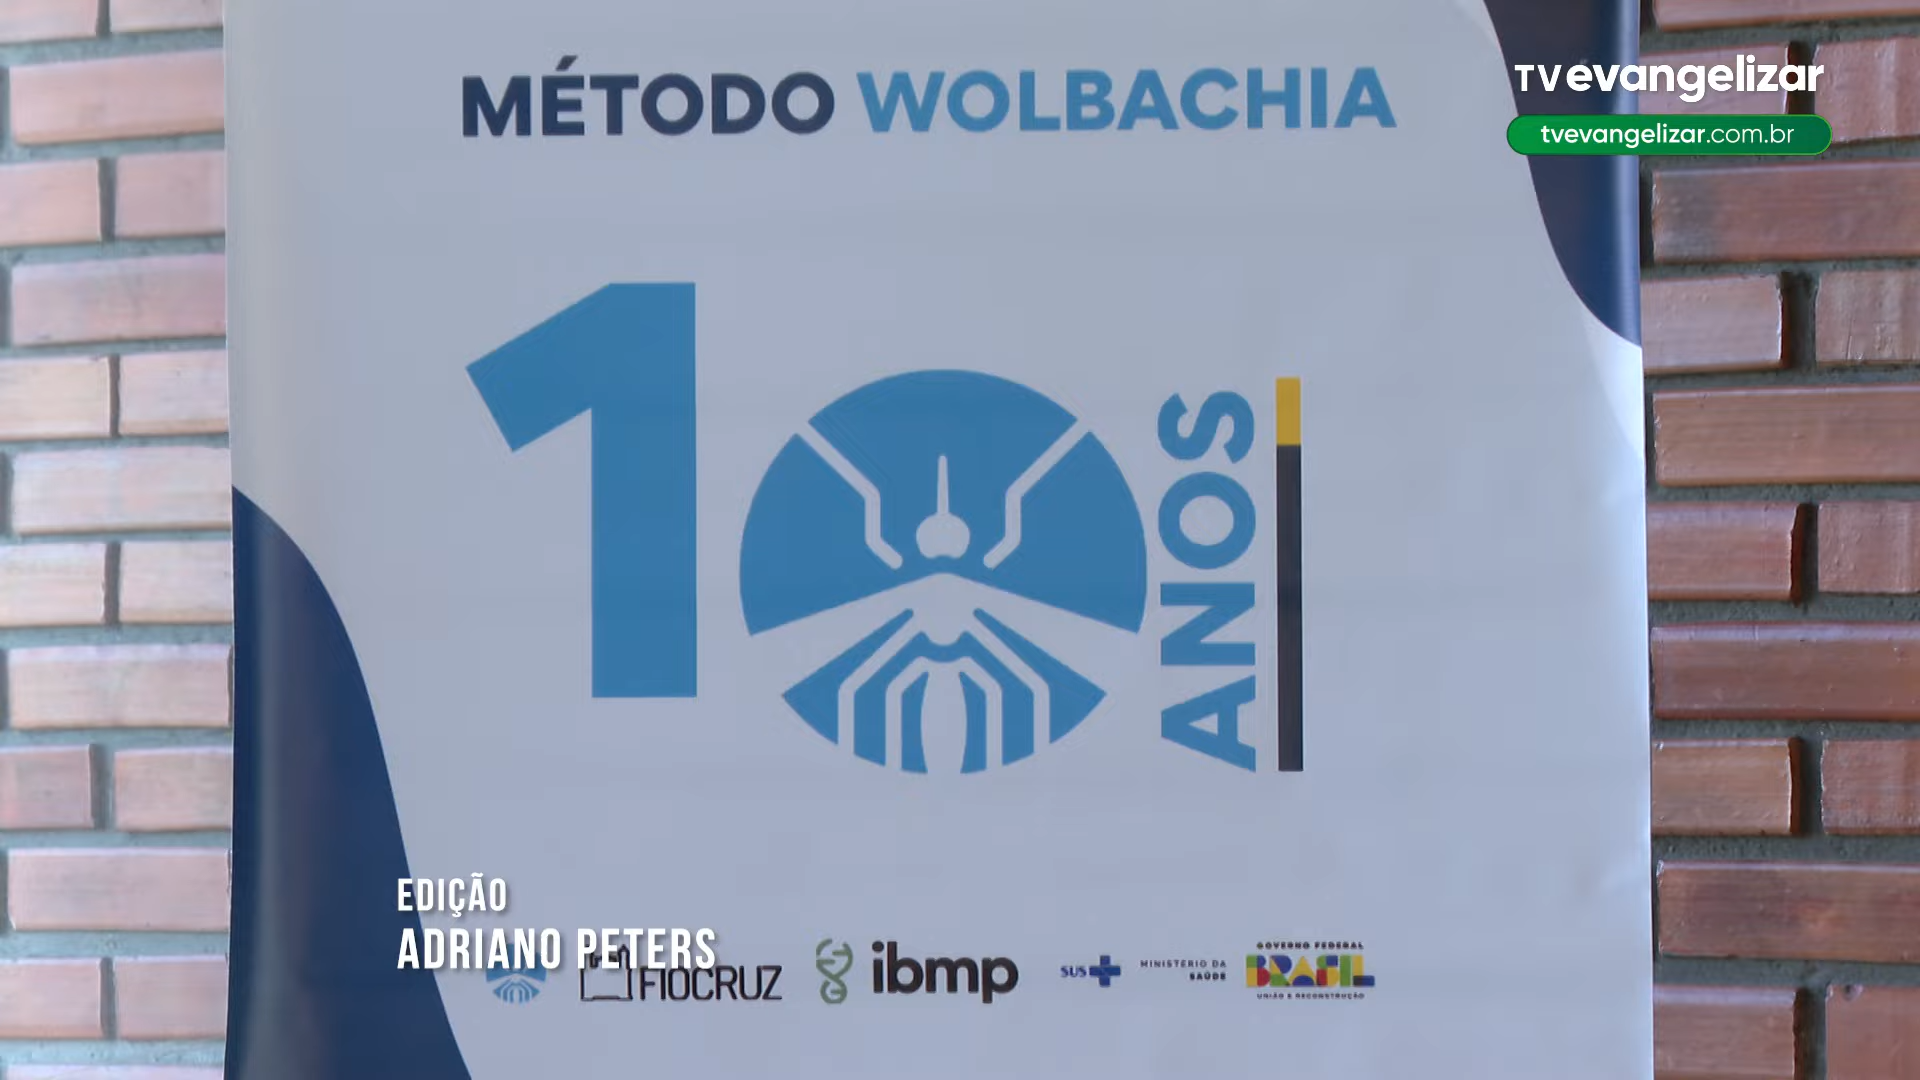 TVevangelizar
tvevangelizar.com.br
MÉTODO WOLBACHIA
10
ANOS
EDIÇÃO
ADRIANO PETERS
FIOCRUZ
ibmp
SUS
MINISTÉRIO DA
SAÚDE
GOVERNO FEDERAL
BRASIL
UNIÃO E RECONSTRUÇÃO